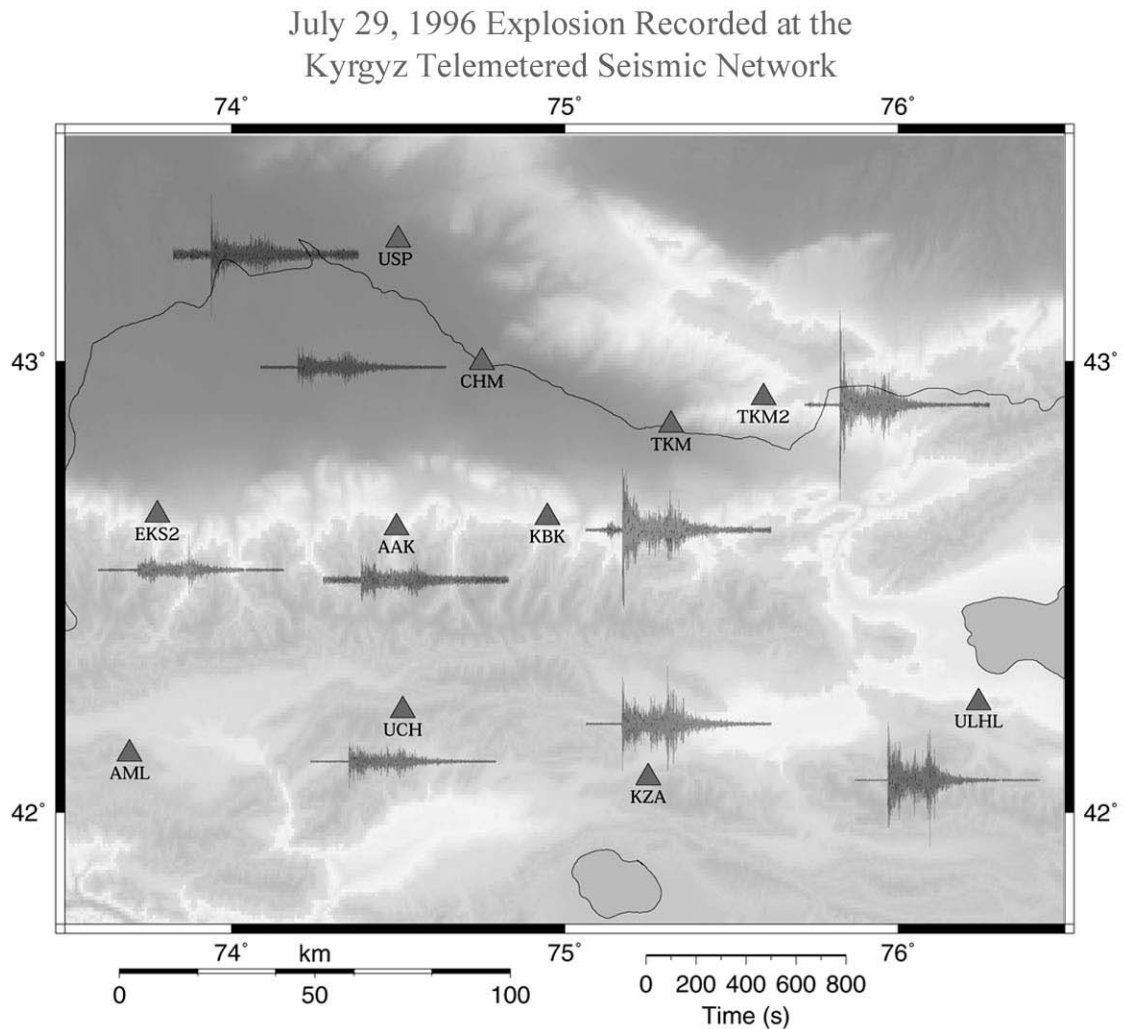 July 29, 1996 Explosion Recorded at the
Kyrgyz Telemetered Seismic Network
74° 75° 76°
USP
43° 43°
CHM
TKM2
TKM
EKS2 AAK KBK
UCH ULHL
AML KZA
42° 42°
74° 75° 76°
km
0 50 100
0 200 400 600 800
Time (s)